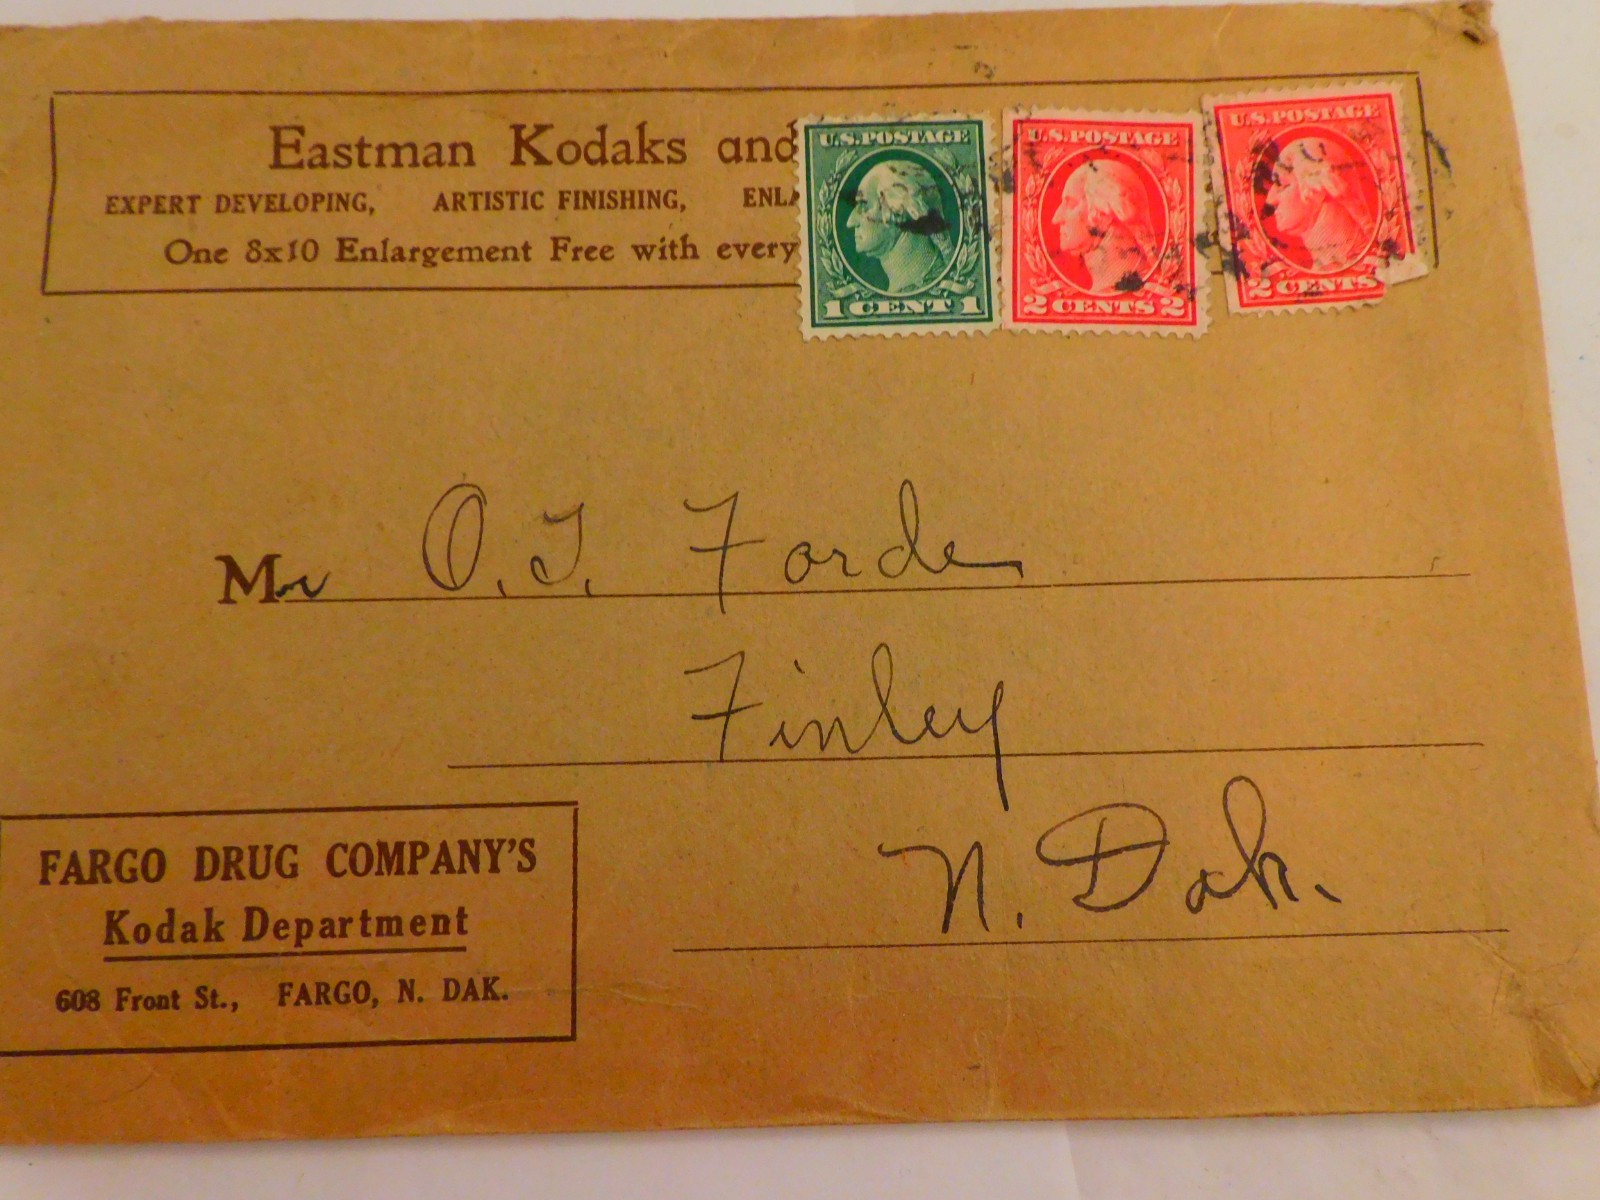 Eastman Kodaks and
EXPERT DEVELOPING, ARTISTIC FINISHING, ENLA
One 8x10 Enlargement Free with every
U.S. POSTAGE
1 CENT 1
U.S. POSTAGE
2 CENTS 2
U.S. POSTAGE
2 CENTS
Mr O. T. Forde
Finley
N. Dak.
FARGO DRUG COMPANY'S
Kodak Department
608 Front St., FARGO, N. DAK.